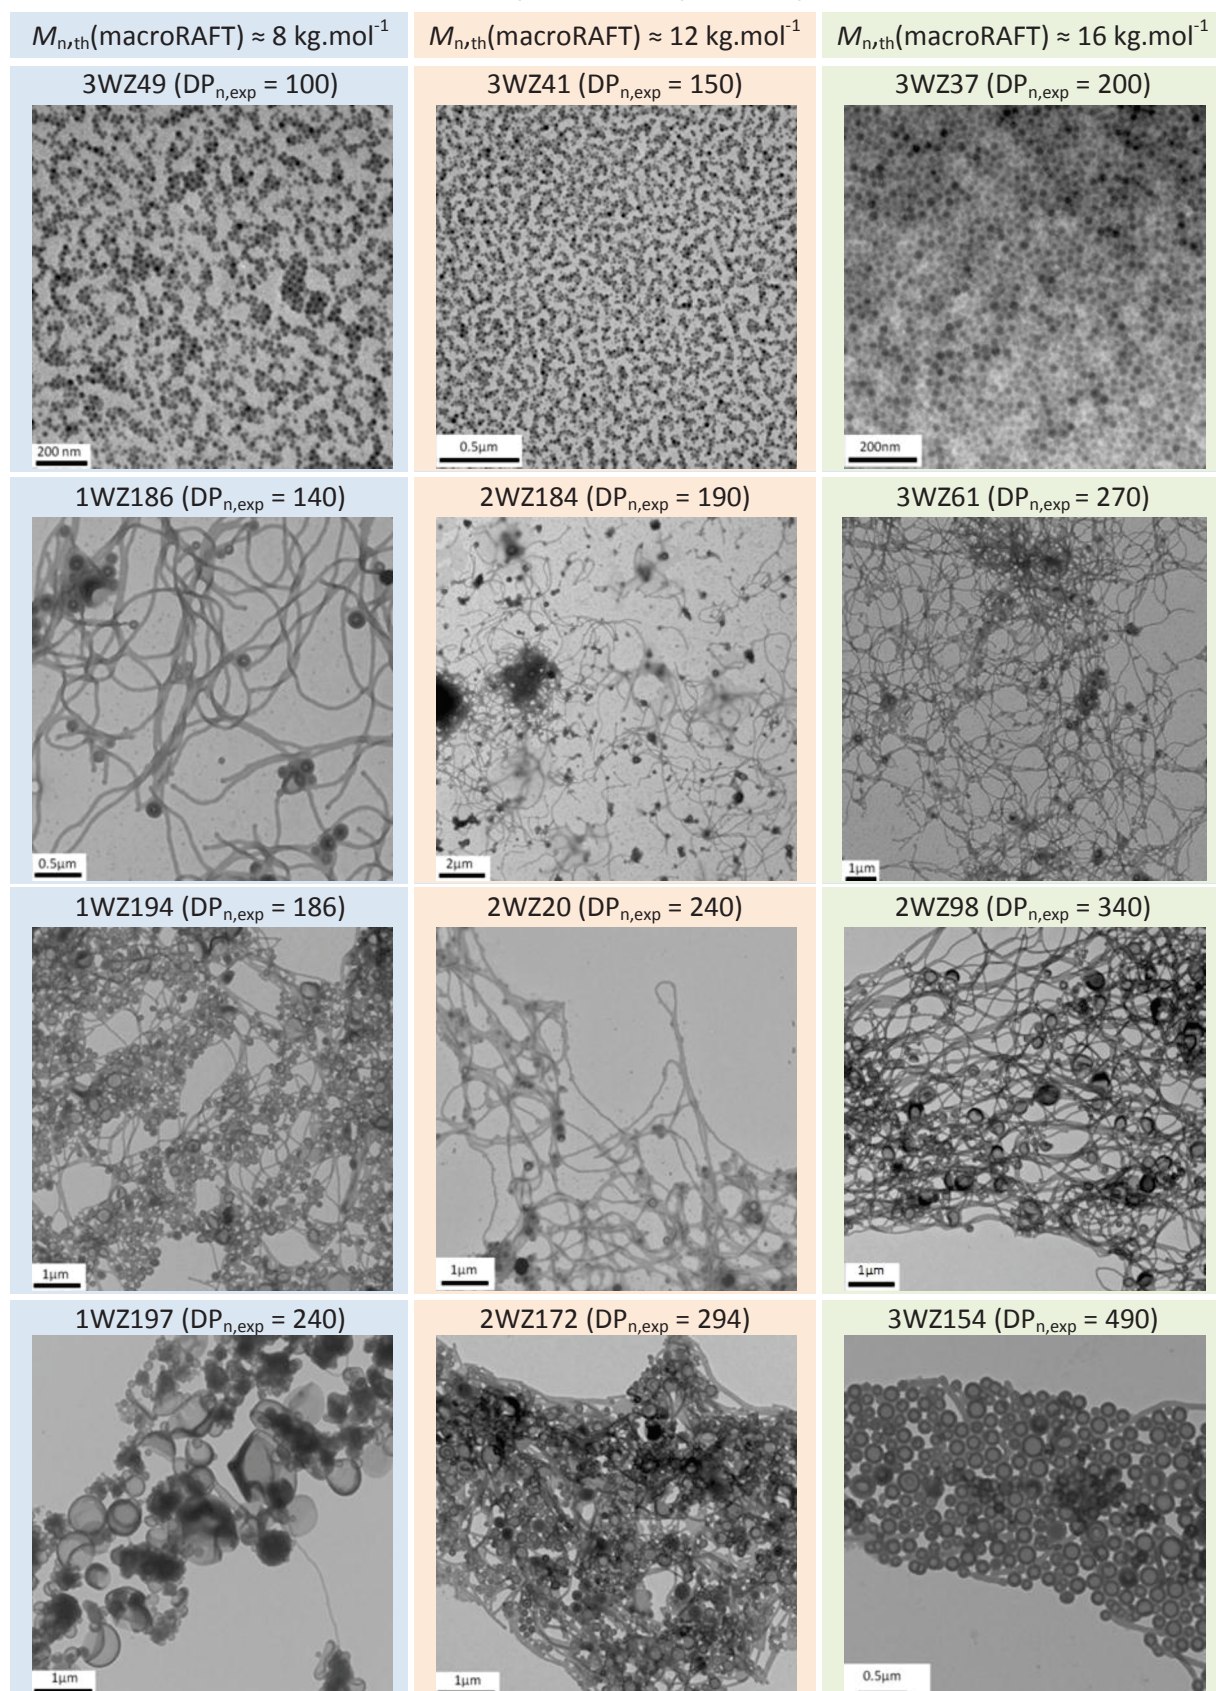 Mn,th(macroRAFT) ≈ 8 kg.mol-1 Mn,th(macroRAFT) ≈ 12 kg.mol-1 Mn,th(macroRAFT) ≈ 16 kg.mol-1
3WZ49 (DPn,exp = 100) 3WZ41 (DPn,exp = 150) 3WZ37 (DPn,exp = 200)
200 nm 0.5µm 200nm
1WZ186 (DPn,exp = 140) 2WZ184 (DPn,exp = 190) 3WZ61 (DPn,exp = 270)
0.5µm 2µm 1µm
1WZ194 (DPn,exp = 186) 2WZ20 (DPn,exp = 240) 2WZ98 (DPn,exp = 340)
1µm 1µm 1µm
1WZ197 (DPn,exp = 240) 2WZ172 (DPn,exp = 294) 3WZ154 (DPn,exp = 490)
1µm 1µm 0.5µm